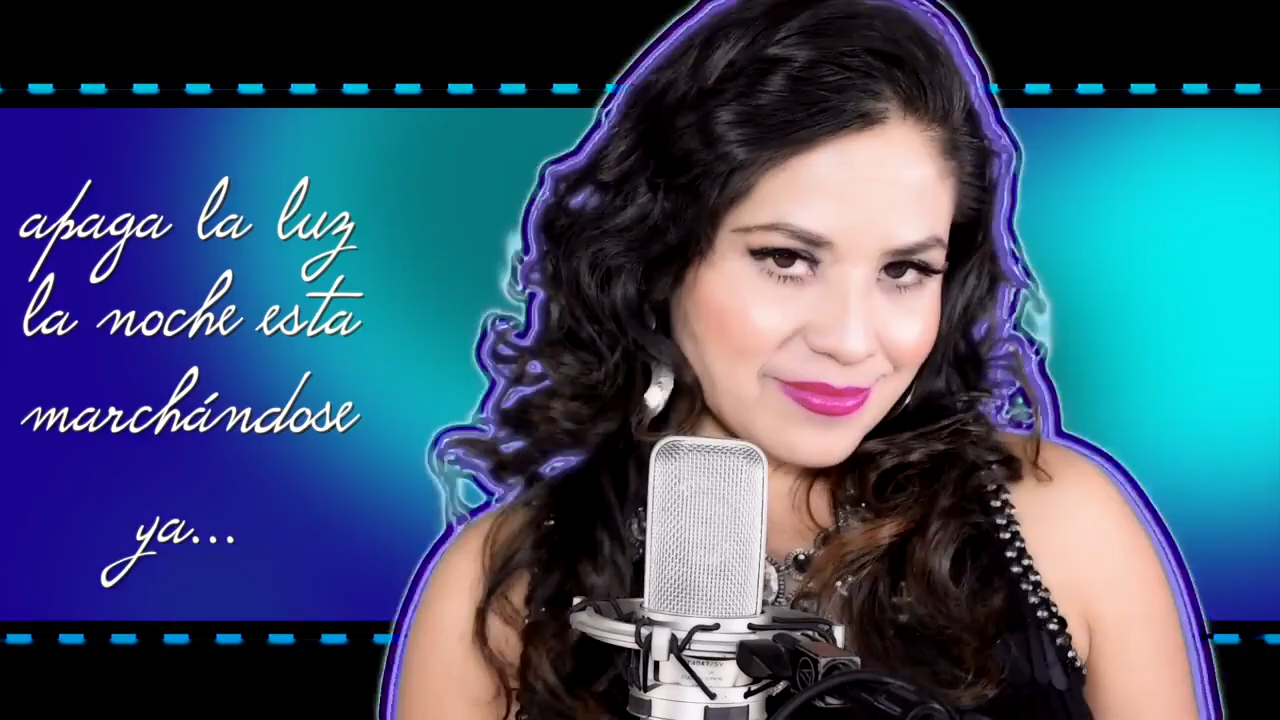 apaga la luz
la noche esta
marchándose
ya...